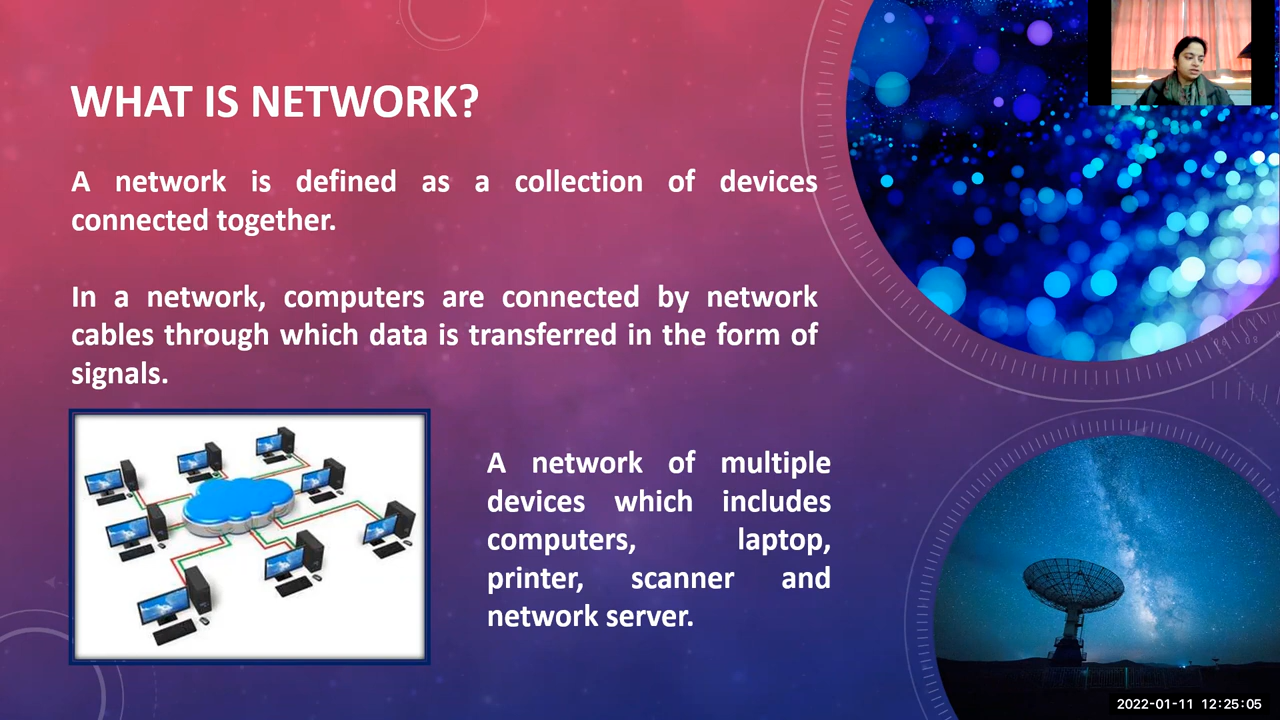 WHAT IS NETWORK?
A network is defined as a collection of devices
connected together.
In a network, computers are connected by network
cables through which data is transferred in the form of
signals.
A network of multiple
devices which includes
computers, laptop,
printer, scanner and
network server.
2022-01-11 12:25:05